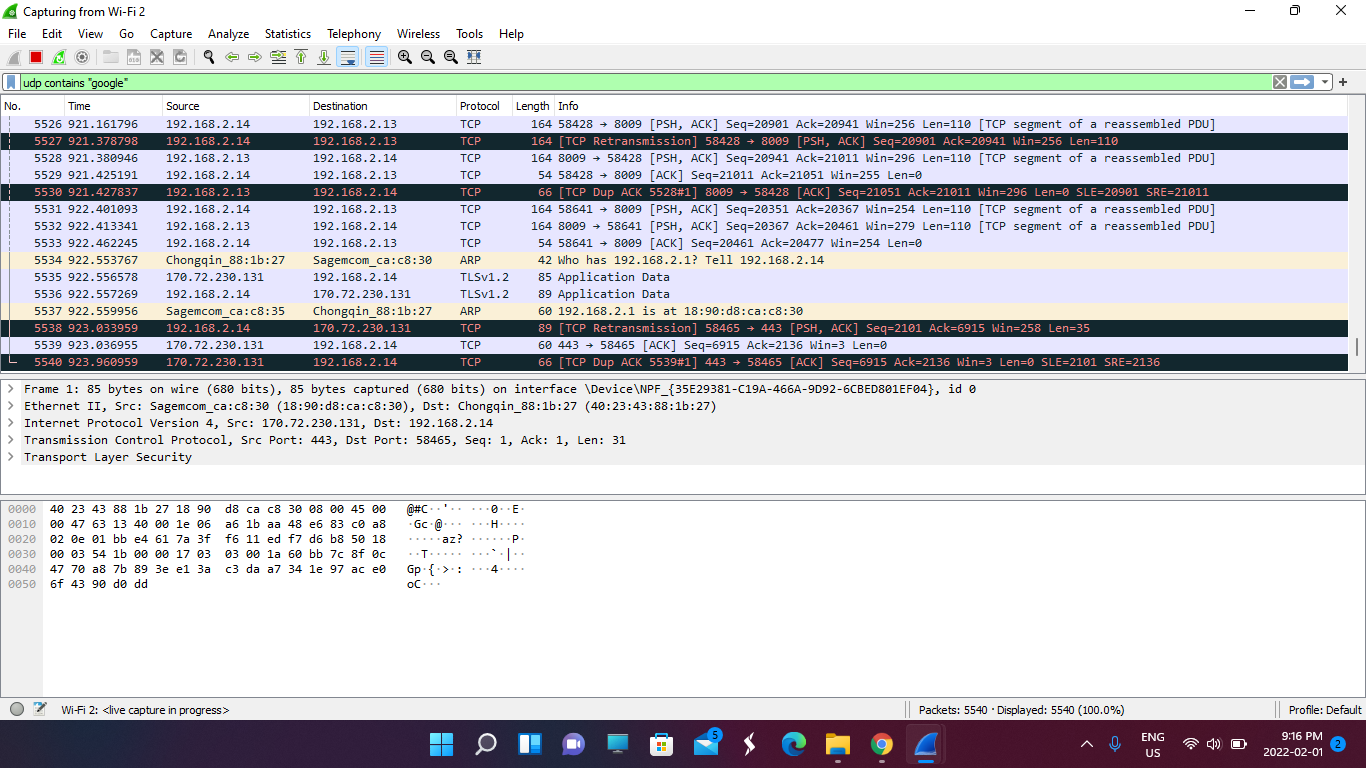 Capturing from Wi-Fi 2
File Edit View Go Capture Analyze Statistics Telephony Wireless Tools Help
udp contains "google"
No. Time Source Destination Protocol Length Info
5526 921.161796 192.168.2.14 192.168.2.13 TCP 164 58428 → 8009 [PSH, ACK] Seq=20901 Ack=20941 Win=256 Len=110 [TCP segment of a reassembled PDU]
5527 921.378798 192.168.2.14 192.168.2.13 TCP 164 [TCP Retransmission] 58428 → 8009 [PSH, ACK] Seq=20901 Ack=20941 Win=256 Len=110
5528 921.380946 192.168.2.13 192.168.2.14 TCP 164 8009 → 58428 [PSH, ACK] Seq=20941 Ack=21011 Win=296 Len=110 [TCP segment of a reassembled PDU]
5529 921.425191 192.168.2.14 192.168.2.13 TCP 54 58428 → 8009 [ACK] Seq=21011 Ack=21051 Win=255 Len=0
5530 921.427837 192.168.2.13 192.168.2.14 TCP 66 [TCP Dup ACK 5528#1] 8009 → 58428 [ACK] Seq=21051 Ack=21011 Win=296 Len=0 SLE=20901 SRE=21011
5531 922.401093 192.168.2.14 192.168.2.13 TCP 164 58641 → 8009 [PSH, ACK] Seq=20351 Ack=20367 Win=254 Len=110 [TCP segment of a reassembled PDU]
5532 922.413341 192.168.2.13 192.168.2.14 TCP 164 8009 → 58641 [PSH, ACK] Seq=20367 Ack=20461 Win=279 Len=110 [TCP segment of a reassembled PDU]
5533 922.462245 192.168.2.14 192.168.2.13 TCP 54 58641 → 8009 [ACK] Seq=20461 Ack=20477 Win=254 Len=0
5534 922.553767 Chongqin_88:1b:27 Sagemcom_ca:c8:30 ARP 42 Who has 192.168.2.1? Tell 192.168.2.14
5535 922.556578 170.72.230.131 192.168.2.14 TLSv1.2 85 Application Data
5536 922.557269 192.168.2.14 170.72.230.131 TLSv1.2 89 Application Data
5537 922.559956 Sagemcom_ca:c8:35 Chongqin_88:1b:27 ARP 60 192.168.2.1 is at 18:90:d8:ca:c8:30
5538 923.033959 192.168.2.14 170.72.230.131 TCP 89 [TCP Retransmission] 58465 → 443 [PSH, ACK] Seq=2101 Ack=6915 Win=258 Len=35
5539 923.036955 170.72.230.131 192.168.2.14 TCP 60 443 → 58465 [ACK] Seq=6915 Ack=2136 Win=3 Len=0
5540 923.960959 170.72.230.131 192.168.2.14 TCP 66 [TCP Dup ACK 5539#1] 443 → 58465 [ACK] Seq=6915 Ack=2136 Win=3 Len=0 SLE=2101 SRE=2136
Frame 1: 85 bytes on wire (680 bits), 85 bytes captured (680 bits) on interface \Device\NPF_{35E29381-C19A-466A-9D92-6CBED801EF04}, id 0
Ethernet II, Src: Sagemcom_ca:c8:30 (18:90:d8:ca:c8:30), Dst: Chongqin_88:1b:27 (40:23:43:88:1b:27)
Internet Protocol Version 4, Src: 170.72.230.131, Dst: 192.168.2.14
Transmission Control Protocol, Src Port: 443, Dst Port: 58465, Seq: 1, Ack: 1, Len: 31
Transport Layer Security
0000 40 23 43 88 1b 27 18 90 d8 ca c8 30 08 00 45 00 @#C··'·· ···0··E·
0010 00 47 63 13 40 00 1e 06 a6 1b aa 48 e6 83 c0 a8 ·Gc·@··· ···H····
0020 02 0e 01 bb e4 61 7a 3f f6 11 ed f7 d6 b8 50 18 ·····az? ······P·
0030 00 03 54 1b 00 00 17 03 03 00 1a 60 bb 7c 8f 0c ··T····· ···`·|··
0040 47 70 a8 7b 89 3e e1 3a c3 da a7 34 1e 97 ac e0 Gp·{·>·: ···4····
0050 6f 43 90 d0 dd oC···
Wi-Fi 2: <live capture in progress> Packets: 5540 · Displayed: 5540 (100.0%) Profile: Default
5 ENG US 9:16 PM 2022-02-01 2